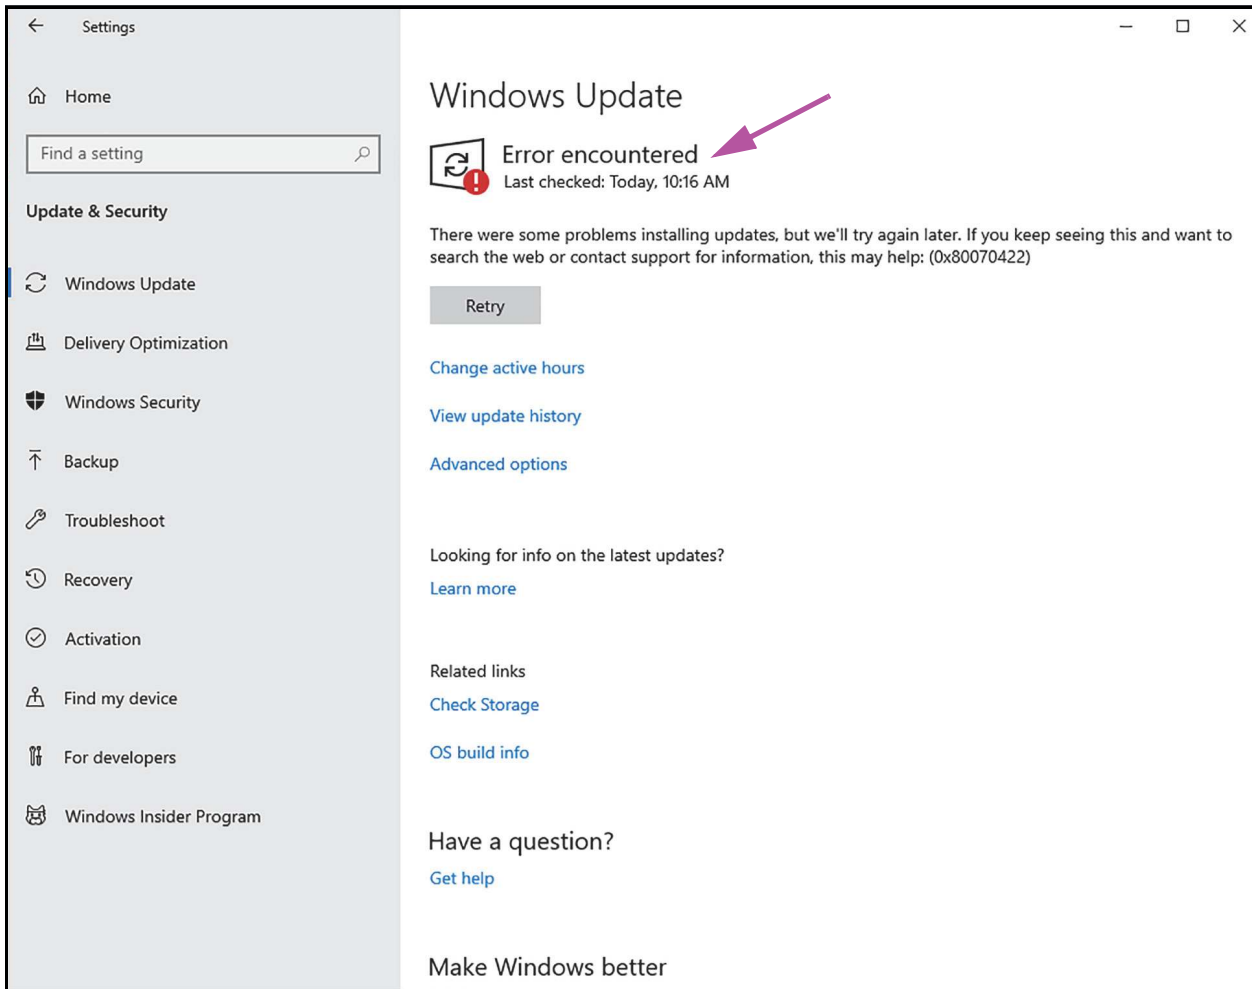 Settings
Home
Find a setting
Update & Security
Windows Update
Delivery Optimization
Windows Security
Backup
Troubleshoot
Recovery
Activation
Find my device
For developers
Windows Insider Program
Windows Update
Error encountered
Last checked: Today, 10:16 AM
There were some problems installing updates, but we'll try again later. If you keep seeing this and want to
search the web or contact support for information, this may help: (0x80070422)
Retry
Change active hours
View update history
Advanced options
Looking for info on the latest updates?
Learn more
Related links
Check Storage
OS build info
Have a question?
Get help
Make Windows better